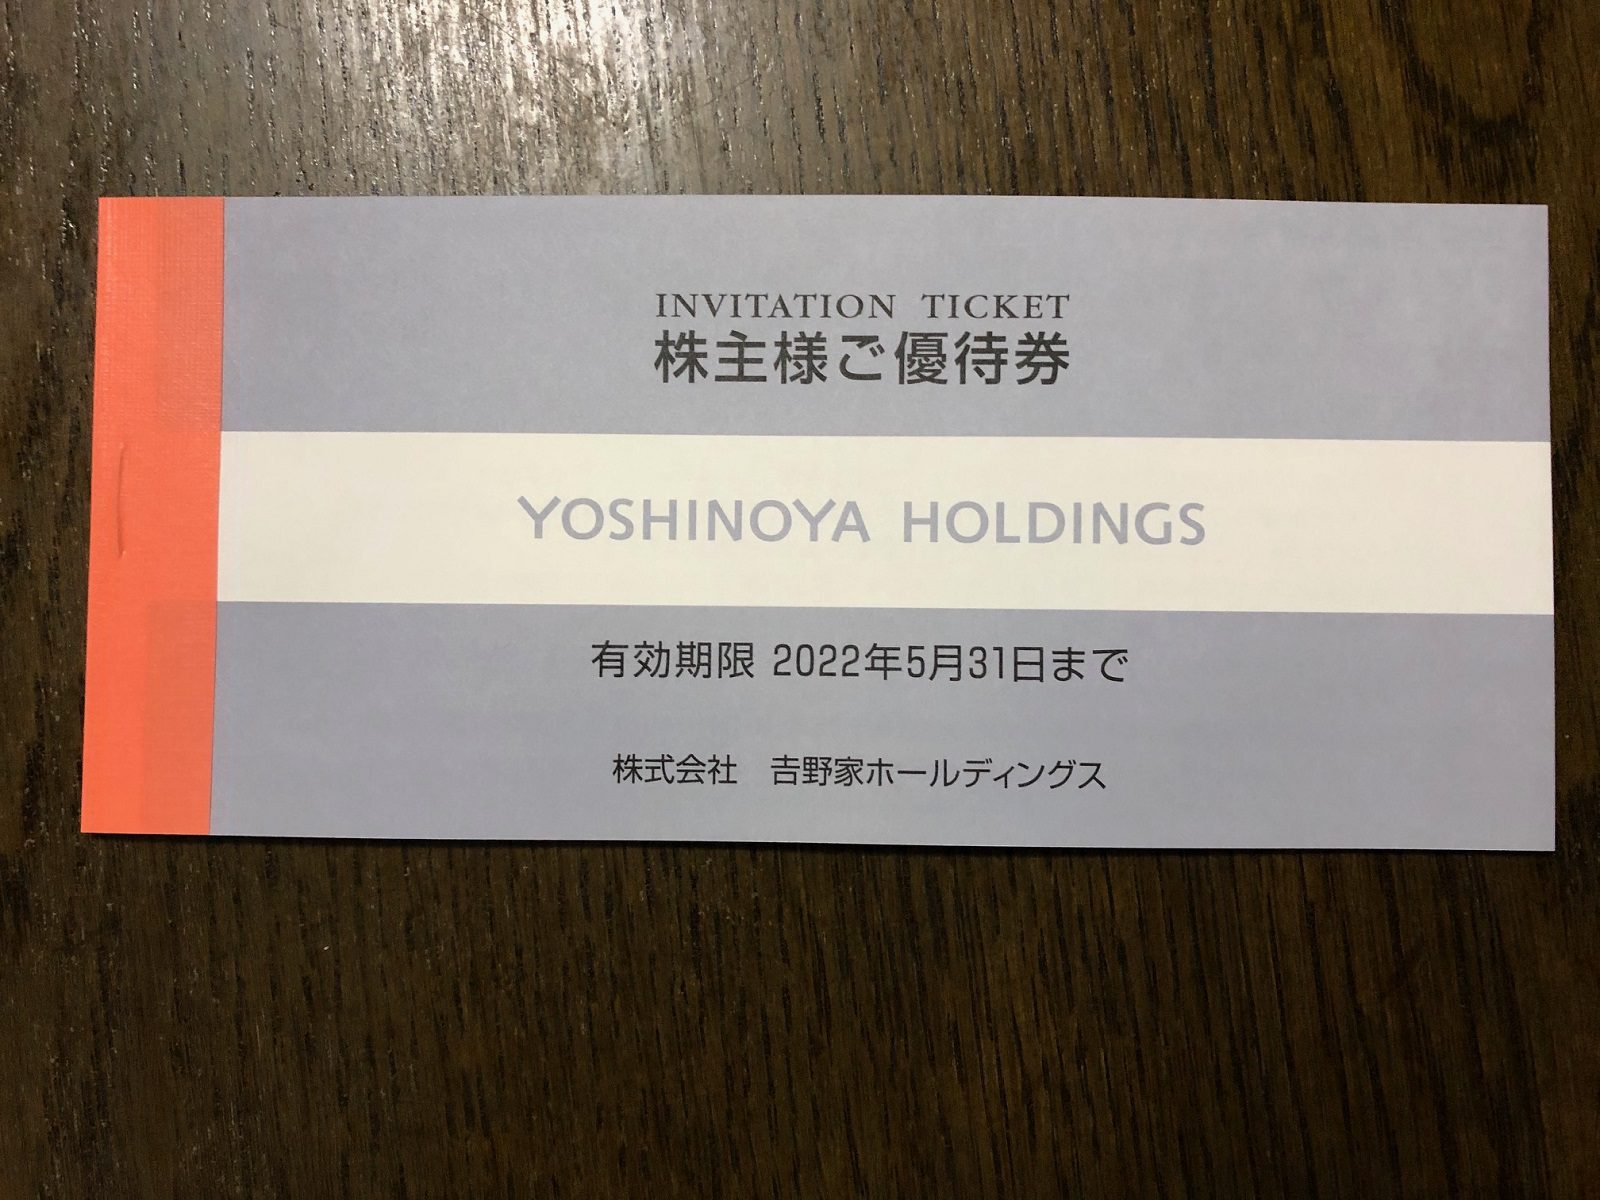 INVITATION TICKET
株主様ご優待券
YOSHINOYA HOLDINGS
有効期限 2022年5月31日まで
株式会社　𠮷野家ホールディングス